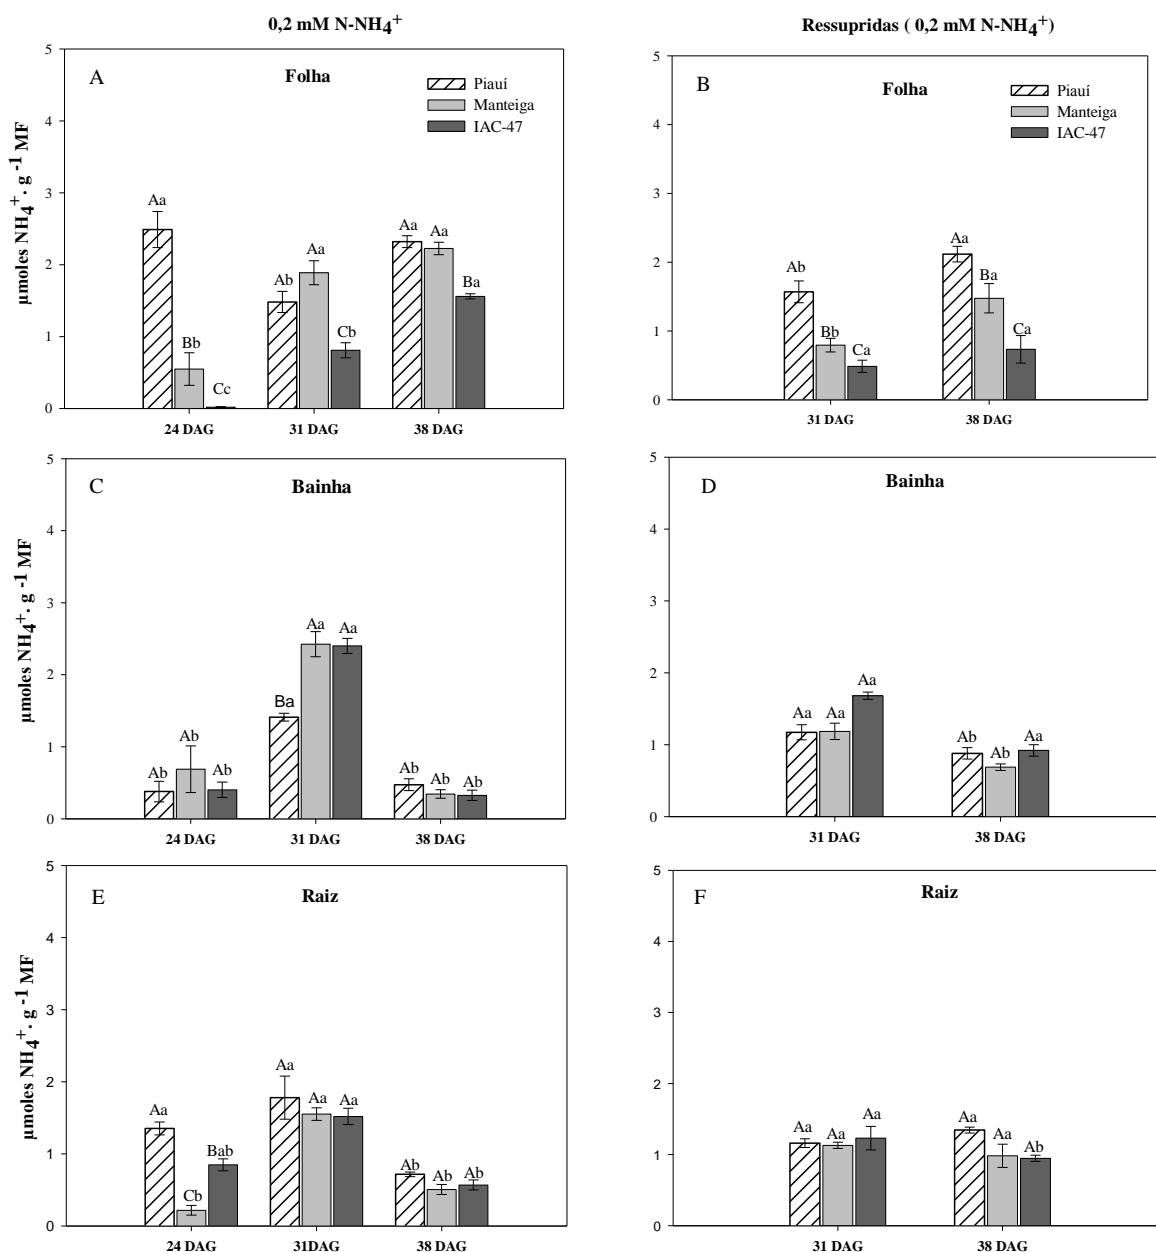 0,2 mM N-NH4+
Ressupridas ( 0,2 mM N-NH4+)
A
Folha
Piauí
Manteiga
IAC-47
µmoles NH4+· g -1 MF
5
4
3
2
1
0
Aa
Bb
Cc
Ab
Aa
Cb
Aa
Aa
Ba
24 DAG
31 DAG
38 DAG
B
Folha
Piauí
Manteiga
IAC-47
5
4
3
2
1
0
Ab
Bb
Ca
Aa
Ba
Ca
31 DAG
38 DAG
C
Bainha
µmoles NH4+· g -1 MF
5
4
3
2
1
0
Ab
Ab
Ab
Ba
Aa
Aa
Ab
Ab
Ab
24 DAG
31 DAG
38 DAG
D
Bainha
5
4
3
2
1
0
Aa
Aa
Aa
Ab
Ab
Aa
31 DAG
38 DAG
E
Raiz
µmoles NH4+· g -1 MF
5
4
3
2
1
0
Aa
Cb
Bab
Aa
Aa
Aa
Ab
Ab
Ab
24 DAG
31DAG
38 DAG
F
Raiz
5
4
3
2
1
0
Aa
Aa
Aa
Aa
Aa
Ab
31 DAG
38 DAG